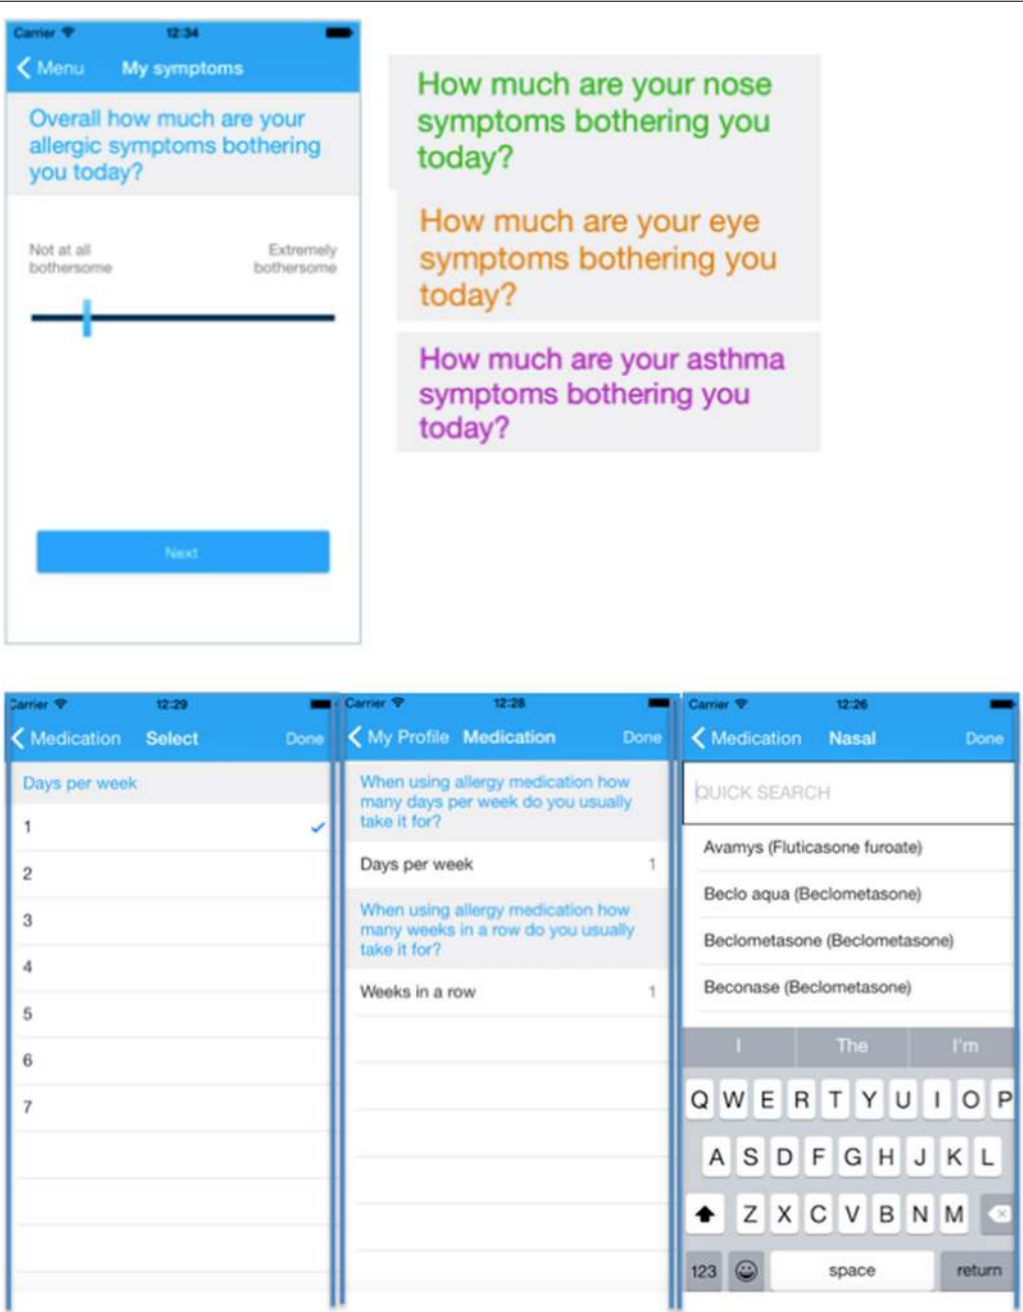 Carrier 12:34
Menu My symptoms
Overall how much are your
allergic symptoms bothering
you today?
Not at all
bothersome
Extremely
bothersome
Next
How much are your nose
symptoms bothering you
today?
How much are your eye
symptoms bothering you
today?
How much are your asthma
symptoms bothering you
today?
Carrier 12:29
Medication Select Done
Days per week
1
2
3
4
5
6
7
Carrier 12:28
My Profile Medication Done
When using allergy medication how
many days per week do you usually
take it for?
Days per week 1
When using allergy medication how
many weeks in a row do you usually
take it for?
Weeks in a row 1
Carrier 12:26
Medication Nasal Done
QUICK SEARCH
Avamys (Fluticasone furoate)
Beclo aqua (Beclometasone)
Beclometasone (Beclometasone)
Beconase (Beclometasone)
I The I'm
Q W E R T Y U I O P
A S D F G H J K L
Z X C V B N M
123 space return